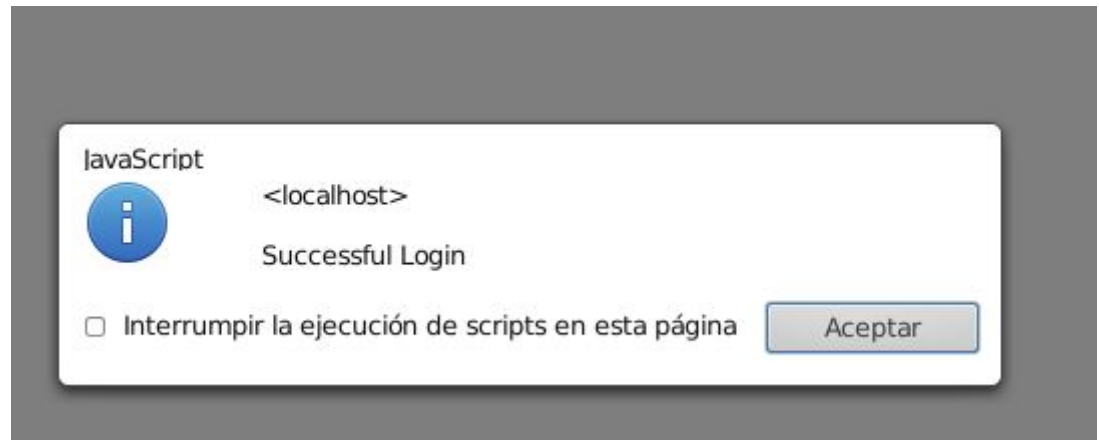 JavaScript
<localhost>
Successful Login
Interrumpir la ejecución de scripts en esta página
Aceptar